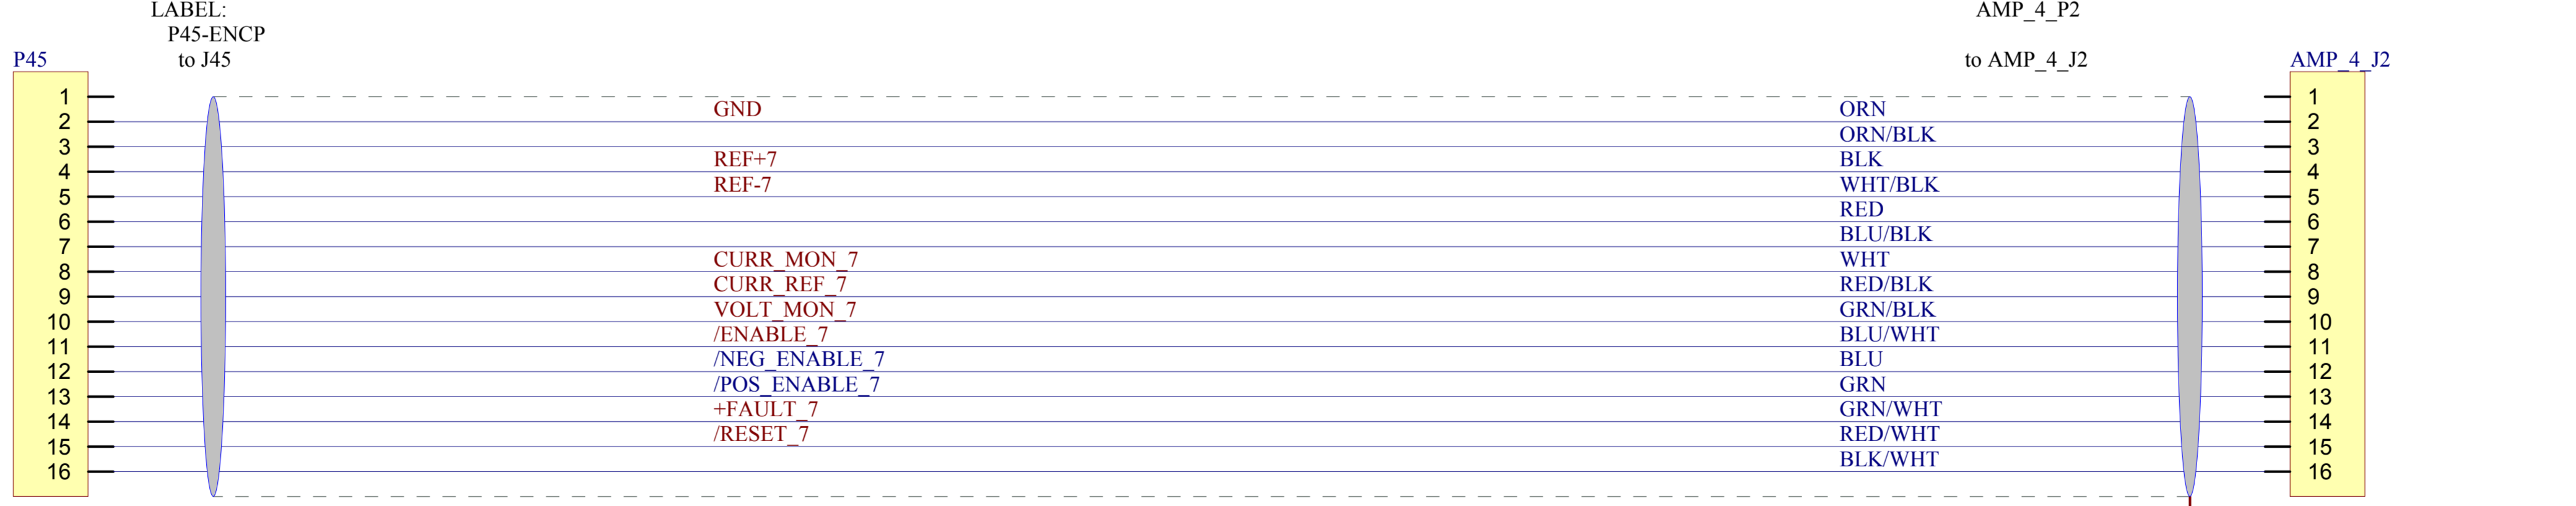 LABEL: AMP_4_P2
P45-ENCP
P45 to J45 to AMP_4_J2 AMP_4_J2
1 1
GND ORN
2 2
ORN/BLK
3 3
REF+7 BLK
4 4
REF-7 WHT/BLK
5 5
RED
6 6
BLU/BLK
7 7
CURR_MON_7 WHT
8 8
CURR_REF_7 RED/BLK
9 9
VOLT_MON_7 GRN/BLK
10 10
/ENABLE_7 BLU/WHT
11 11
/NEG_ENABLE_7 BLU
12 12
/POS_ENABLE_7 GRN
13 13
+FAULT_7 GRN/WHT
14 14
/RESET_7 RED/WHT
15 15
BLK/WHT
16 16